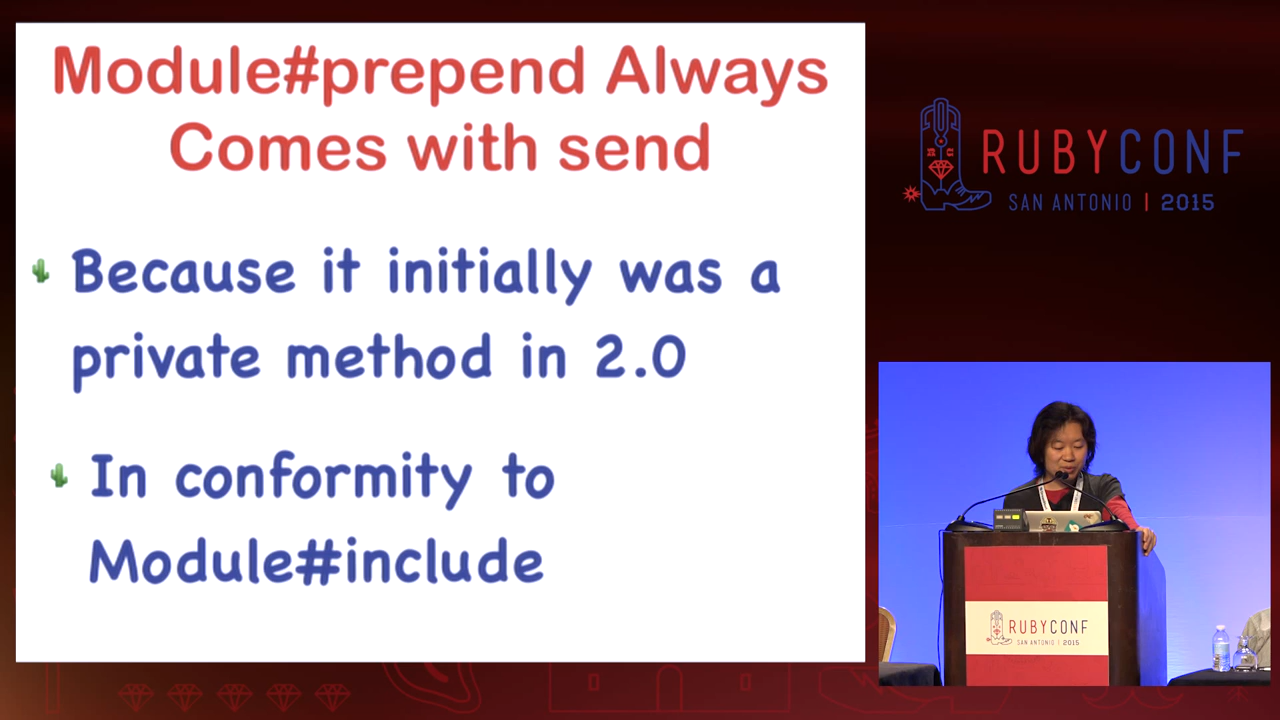 Module#prepend Always
Comes with send
Because it initially was a
private method in 2.0
In conformity to
Module#include
RUBYCONF
SAN ANTONIO | 2015
RUBYCONF
SAN ANTONIO | 2015